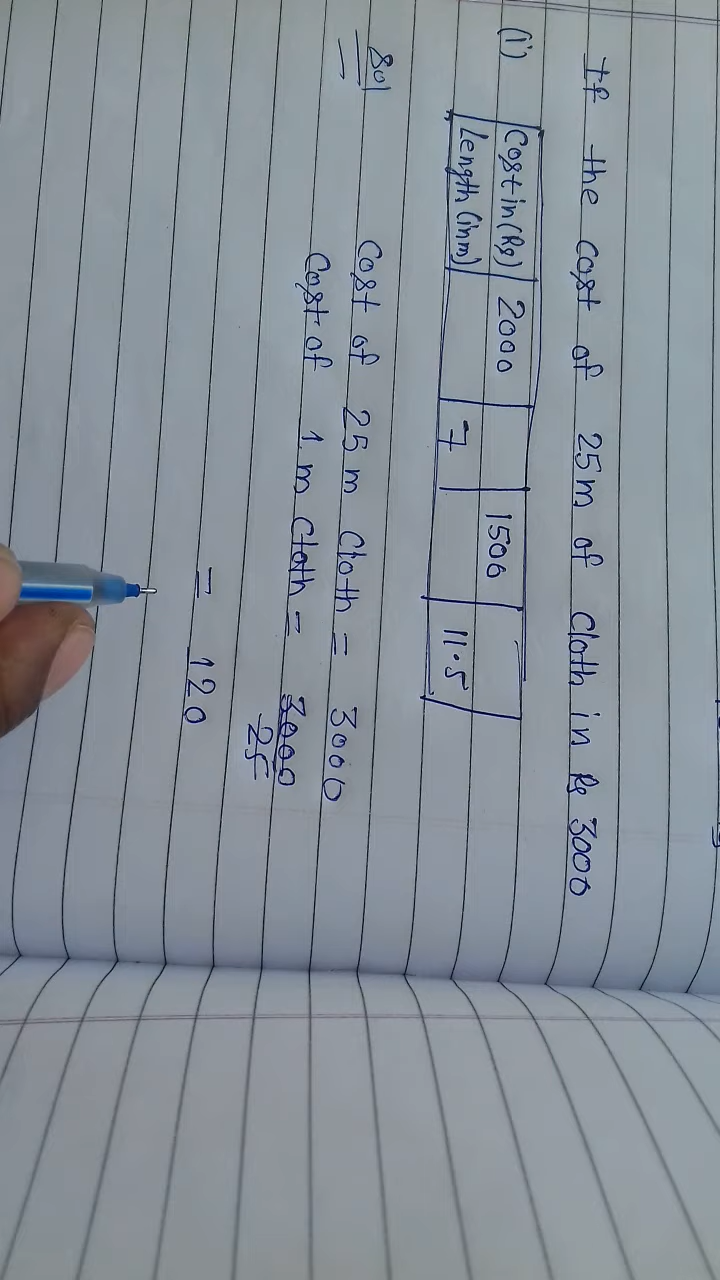 If the cost of 25m of cloth in Rs 3000
(i) Cost in (Rs) 2000 1500
Length (in m) 7 11.5
Sol
Cost of 25 m cloth = 3000
Cost of 1 m cloth = 3000
25
= 120